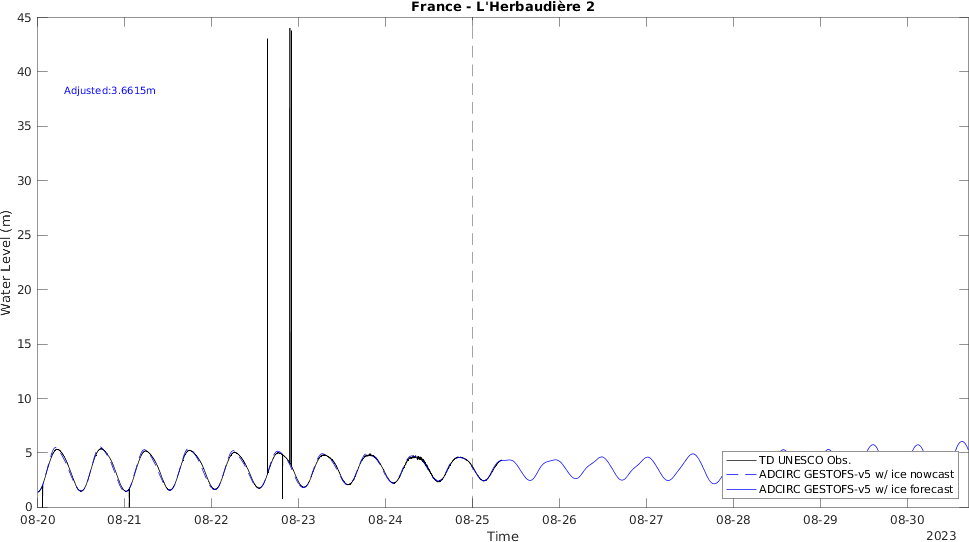 France - L'Herbaudière 2
45
40
35
30
25
20
15
10
5
0
Water Level (m)
Adjusted:3.6615m
TD UNESCO Obs.
ADCIRC GESTOFS-v5 w/ ice nowcast
ADCIRC GESTOFS-v5 w/ ice forecast
08-20 08-21 08-22 08-23 08-24 08-25 08-26 08-27 08-28 08-29 08-30
Time
2023